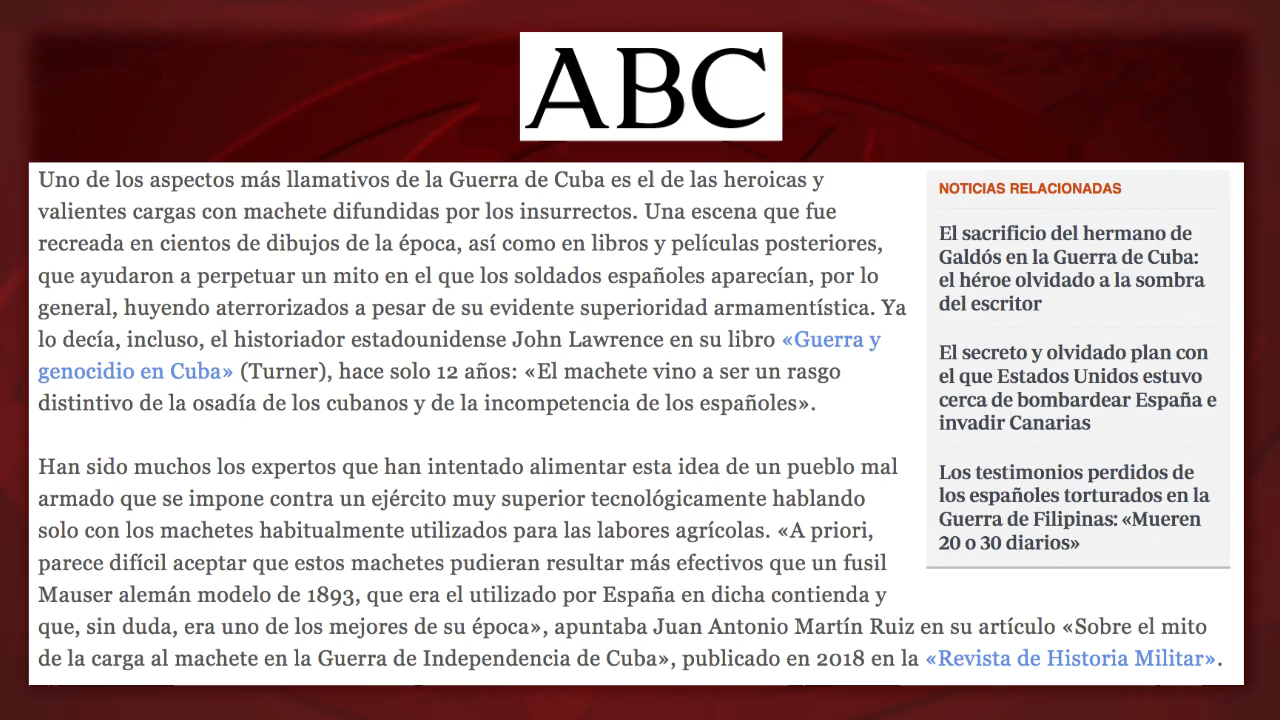 ABC
Uno de los aspectos más llamativos de la Guerra de Cuba es el de las heroicas y
valientes cargas con machete difundidas por los insurrectos. Una escena que fue
recreada en cientos de dibujos de la época, así como en libros y películas posteriores,
que ayudaron a perpetuar un mito en el que los soldados españoles aparecían, por lo
general, huyendo aterrorizados a pesar de su evidente superioridad armamentística. Ya
lo decía, incluso, el historiador estadounidense John Lawrence en su libro «Guerra y
genocidio en Cuba» (Turner), hace solo 12 años: «El machete vino a ser un rasgo
distintivo de la osadía de los cubanos y de la incompetencia de los españoles».
Han sido muchos los expertos que han intentado alimentar esta idea de un pueblo mal
armado que se impone contra un ejército muy superior tecnológicamente hablando
solo con los machetes habitualmente utilizados para las labores agrícolas. «A priori,
parece difícil aceptar que estos machetes pudieran resultar más efectivos que un fusil
Mauser alemán modelo de 1893, que era el utilizado por España en dicha contienda y
que, sin duda, era uno de los mejores de su época», apuntaba Juan Antonio Martín Ruiz en su artículo «Sobre el mito
de la carga al machete en la Guerra de Independencia de Cuba», publicado en 2018 en la «Revista de Historia Militar».
NOTICIAS RELACIONADAS
El sacrificio del hermano de
Galdós en la Guerra de Cuba:
el héroe olvidado a la sombra
del escritor
El secreto y olvidado plan con
el que Estados Unidos estuvo
cerca de bombardear España e
invadir Canarias
Los testimonios perdidos de
los españoles torturados en la
Guerra de Filipinas: «Mueren
20 o 30 diarios»